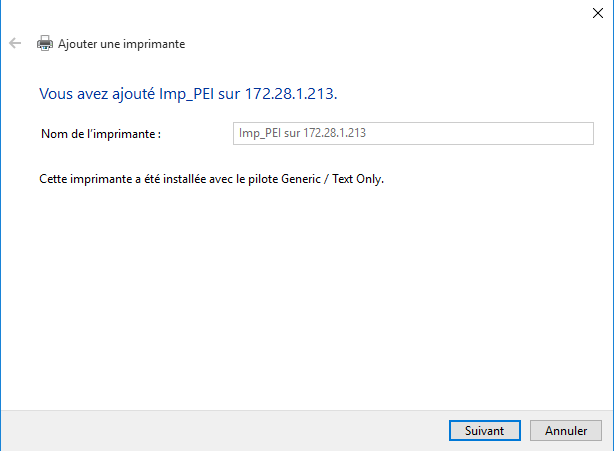 Ajouter une imprimante
Vous avez ajouté Imp_PEI sur 172.28.1.213.
Nom de l'imprimante : Imp_PEI sur 172.28.1.213
Cette imprimante a été installée avec le pilote Generic / Text Only.
Suivant Annuler